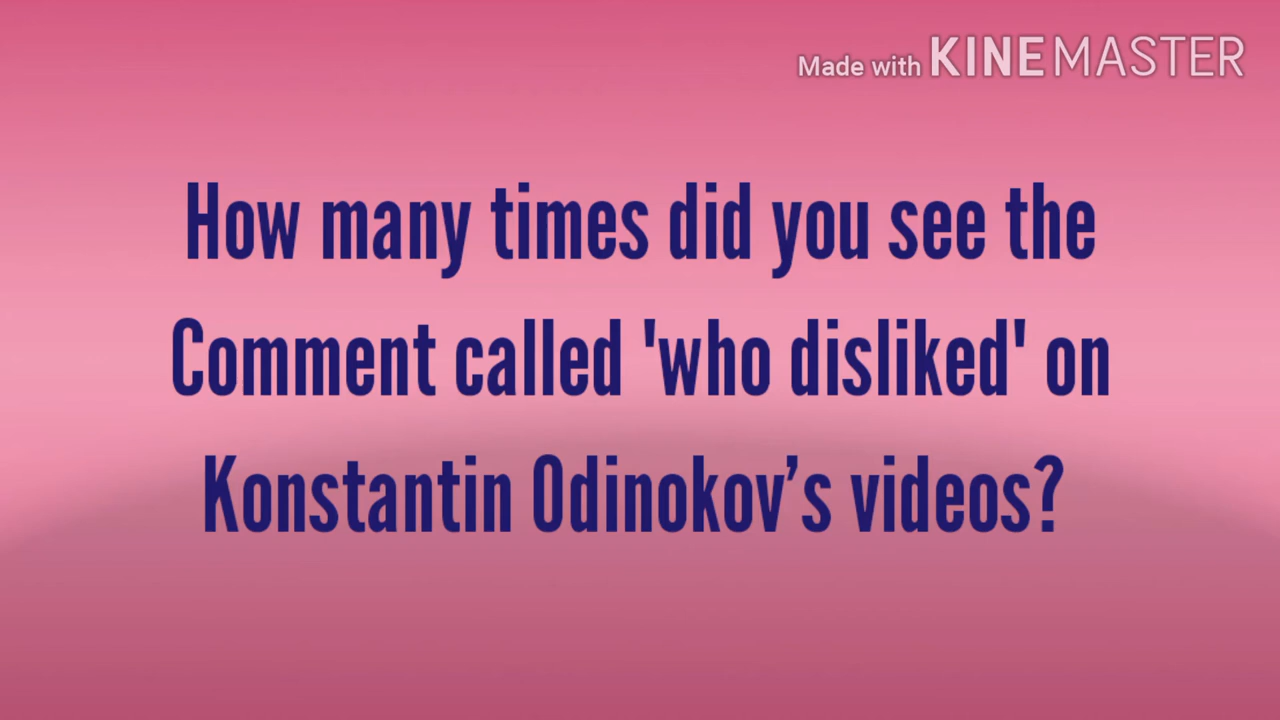 Made with KINEMASTER
How many times did you see the
Comment called 'who disliked' on
Konstantin Odinokov’s videos?